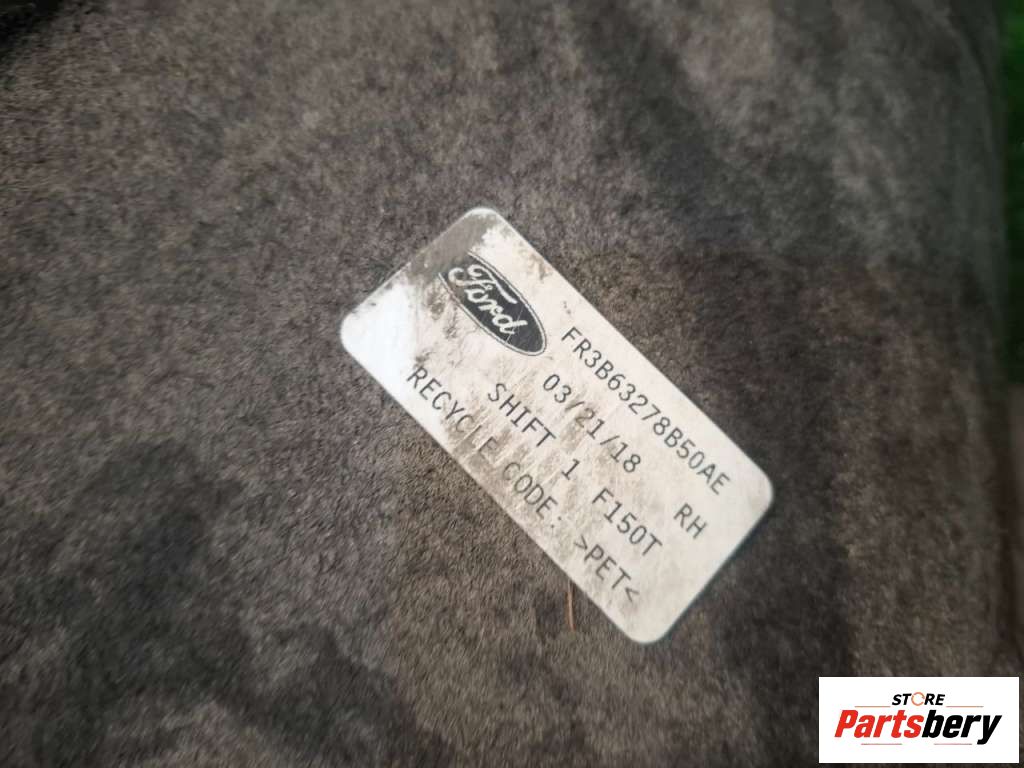 Ford
FR3B63278B50AE
03/21/18 RH
SHIFT 1 F150T
RECYCLE CODE: >PET<
STORE
Partsbery